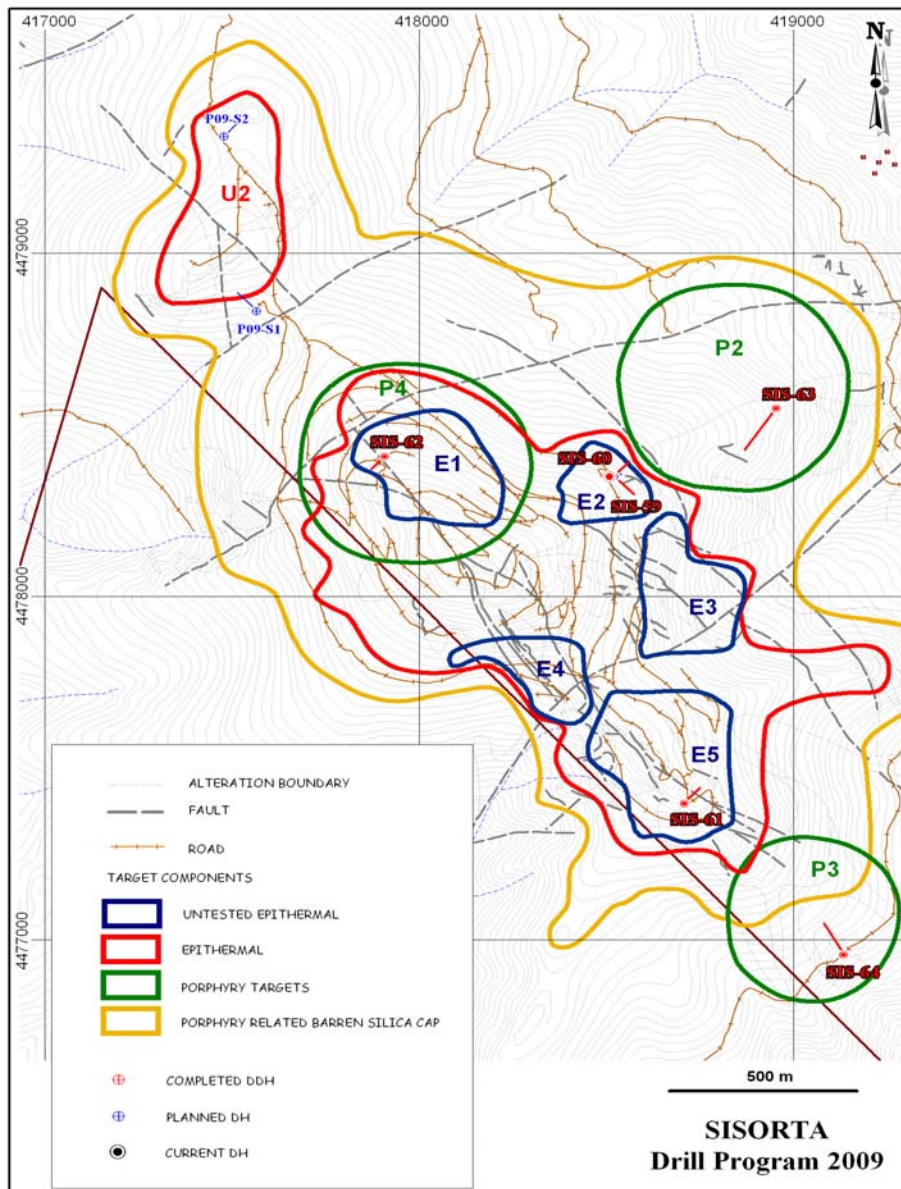 417000
418000
419000
N
N
P09-S2
U2
4479000
P09-S1
P2
P4
SIS-63
SIS-62
E1
SIS-60
SIS-59
E2
4478000
E3
E4
E5
SIS-61
P3
4477000
SIS-64
ALTERATION BOUNDARY
FAULT
ROAD
TARGET COMPONENTS
UNTESTED EPITHERMAL
EPITHERMAL
PORPHYRY TARGETS
PORPHYRY RELATED BARREN SILICA CAP
COMPLETED DDH
PLANNED DH
CURRENT DH
500 m
SISORTA
Drill Program 2009